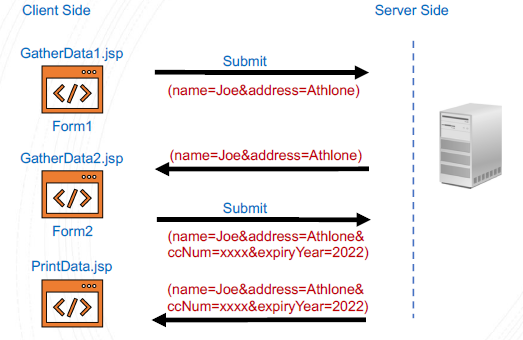 Client Side
Server Side
GatherData1.jsp
Submit
(name=Joe&address=Athlone)
Form1
GatherData2.jsp
(name=Joe&address=Athlone)
Form2
Submit
(name=Joe&address=Athlone&
ccNum=xxxx&expiryYear=2022)
PrintData.jsp
(name=Joe&address=Athlone&
ccNum=xxxx&expiryYear=2022)